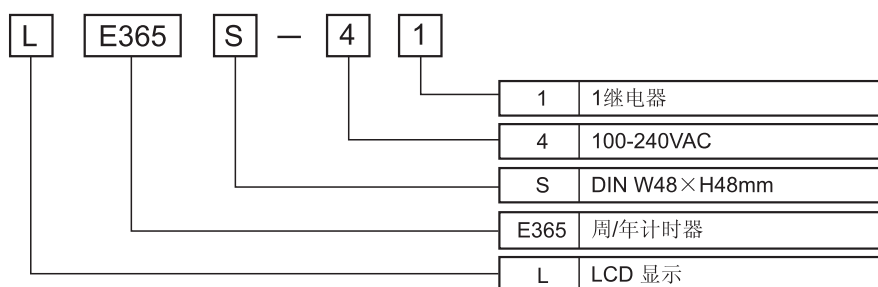 L E365 S — 4 1
1 1继电器
4 100-240VAC
S DIN W48×H48mm
E365 周/年计时器
L LCD 显示